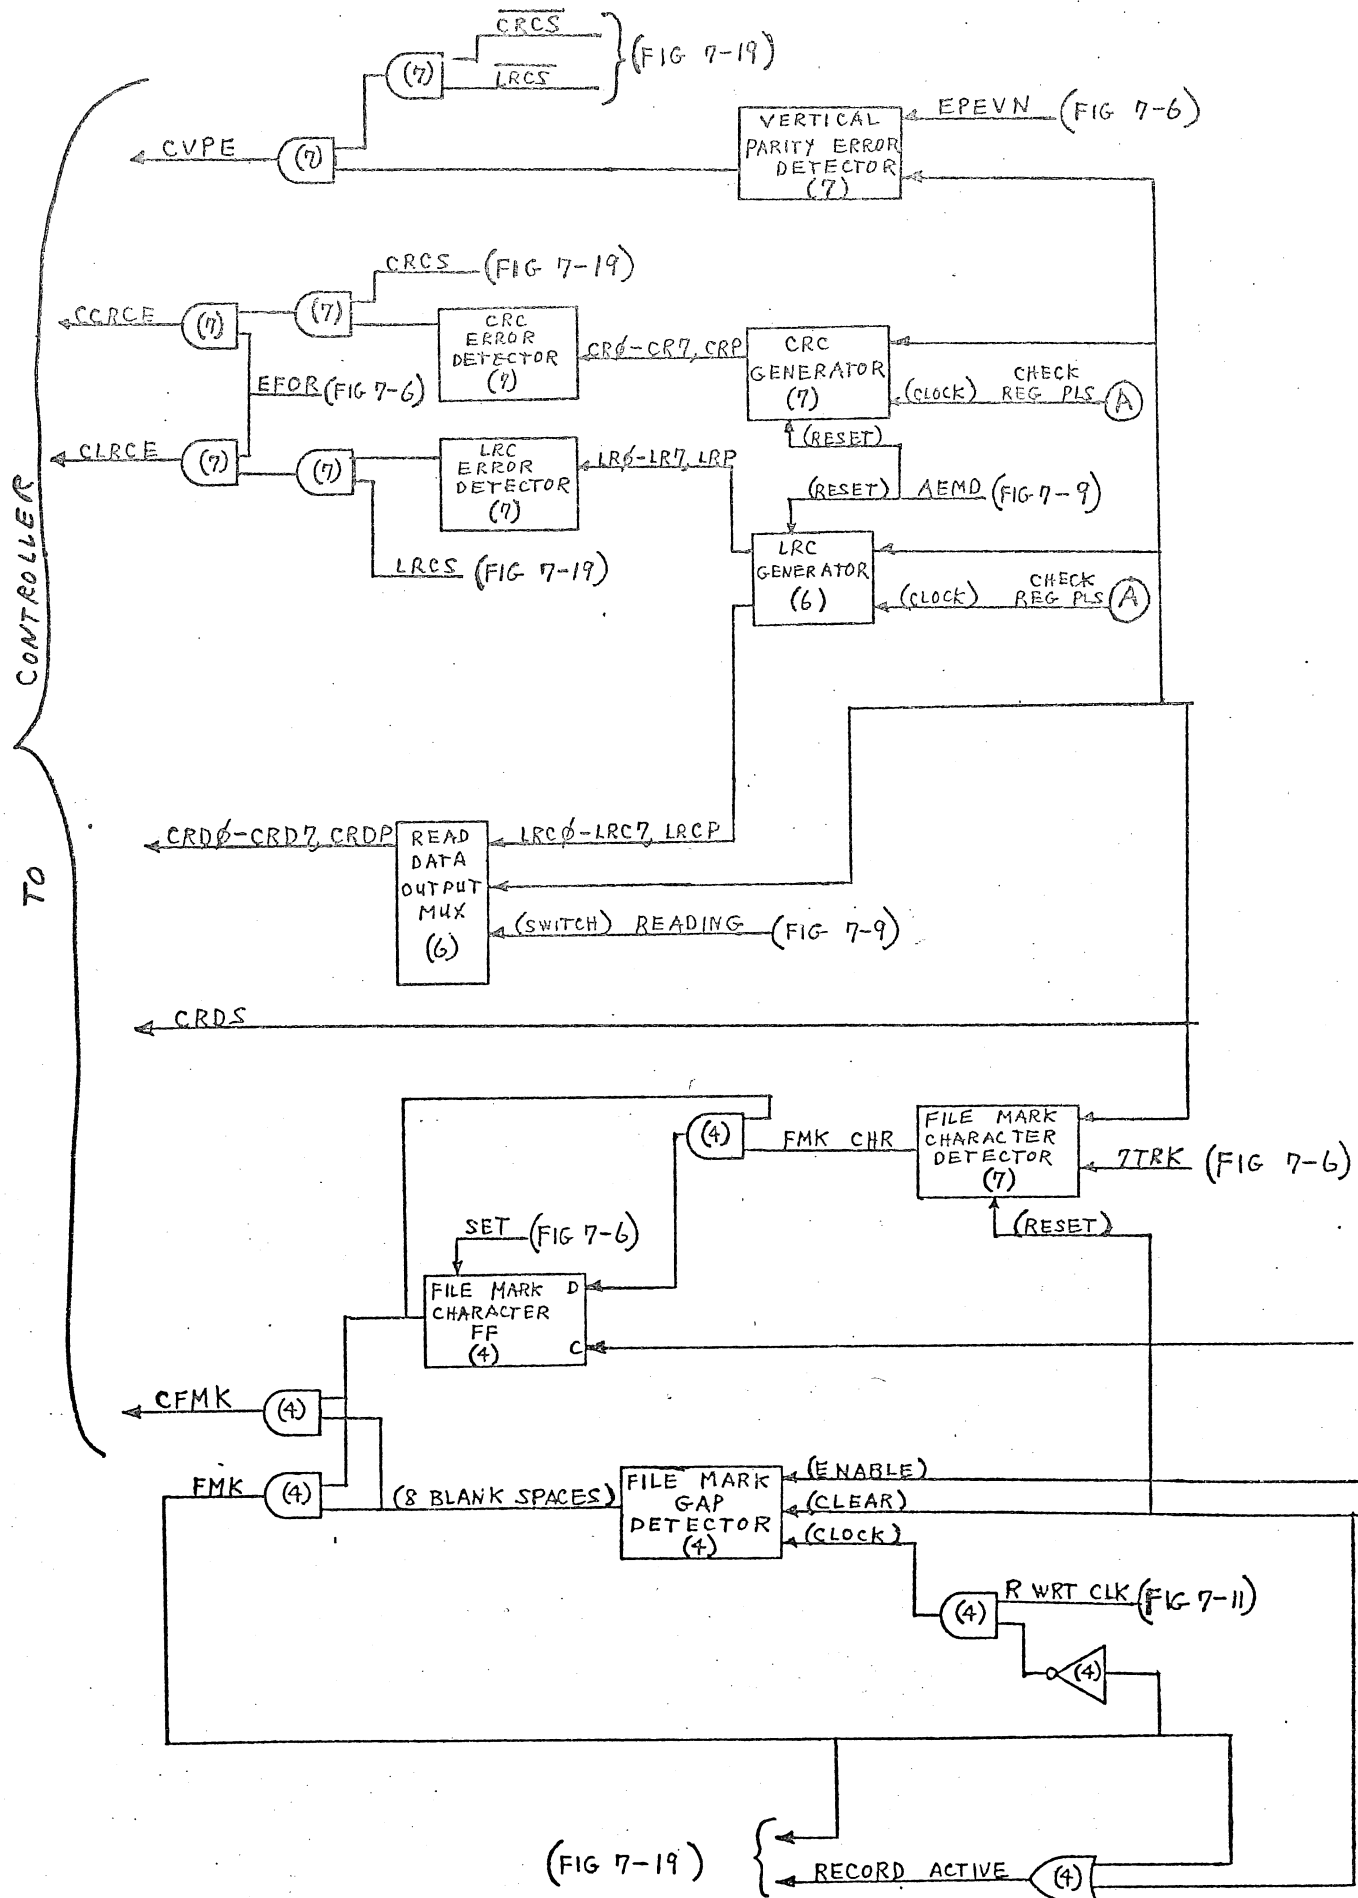 CRCS
(7)
LRCS
(FIG 7-19)
CVPE
(7)
VERTICAL
PARITY ERROR
DETECTOR
(7)
EPEVN (FIG 7-6)
CRCS (FIG 7-19)
CCRCE
(7)
(7)
CRC
ERROR
DETECTOR
(7)
CRØ-CR7, CRP
CRC
GENERATOR
(7)
(CLOCK) CHECK
REG PLS
A
EFOR (FIG 7-6)
(RESET)
CLRCE
(7)
(7)
LRC
ERROR
DETECTOR
(7)
LRØ-LR7, LRP
(RESET) AEMD (FIG 7-9)
LRCS (FIG 7-19)
LRC
GENERATOR
(6)
(CLOCK) CHECK
REG PLS
A
TO CONTROLLER
CRDØ-CRD7, CRDP
READ
DATA
OUTPUT
MUX
(6)
LRCØ-LRC7, LRCP
(SWITCH) READING (FIG 7-9)
CRDS
(4)
FMK CHR
FILE MARK
CHARACTER
DETECTOR
(7)
7TRK (FIG 7-6)
(RESET)
SET (FIG 7-6)
FILE MARK D
CHARACTER
FF
(4)
C
CFMK
(4)
FMK
(4)
(8 BLANK SPACES)
FILE MARK
GAP
DETECTOR
(4)
(ENABLE)
(CLEAR)
(CLOCK)
(4)
R WRT CLK (FIG 7-11)
(4)
(FIG 7-19)
RECORD ACTIVE
(4)